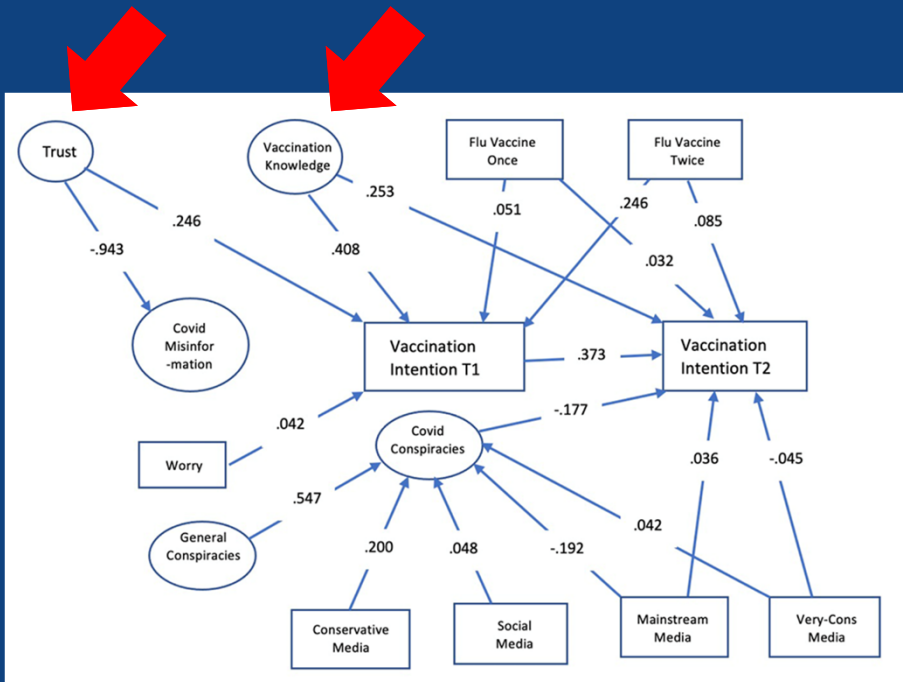 Trust
Vaccination
Knowledge
Flu Vaccine
Once
Flu Vaccine
Twice
.253
.246
.051
.246
.085
-.943
.408
.032
Covid
Misinfor
-mation
Vaccination
Intention T1
.373
Vaccination
Intention T2
.042
-.177
Covid
Conspiracies
Worry
.036
-.045
.547
General
Conspiracies
.042
.200
.048
-.192
Conservative
Media
Social
Media
Mainstream
Media
Very-Cons
Media